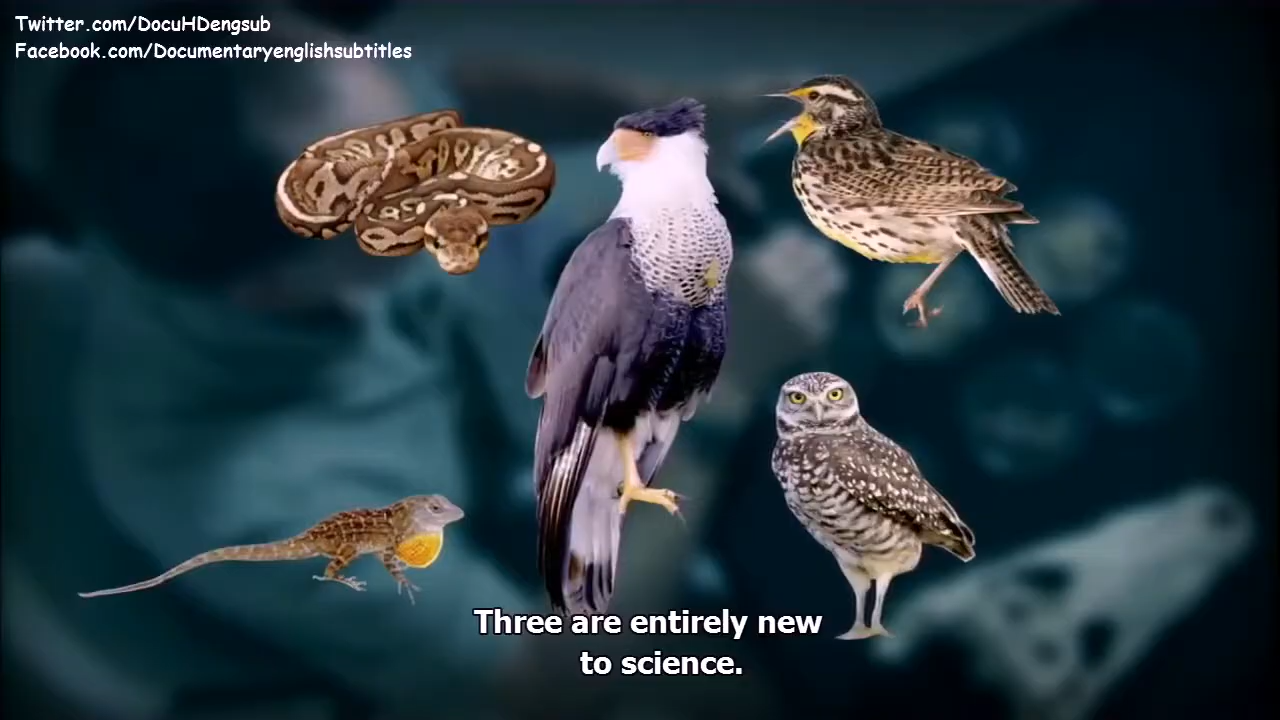 Twitter.com/DocuHDengsub
Facebook.com/Documentaryenglishsubtitles
Three are entirely new
to science.